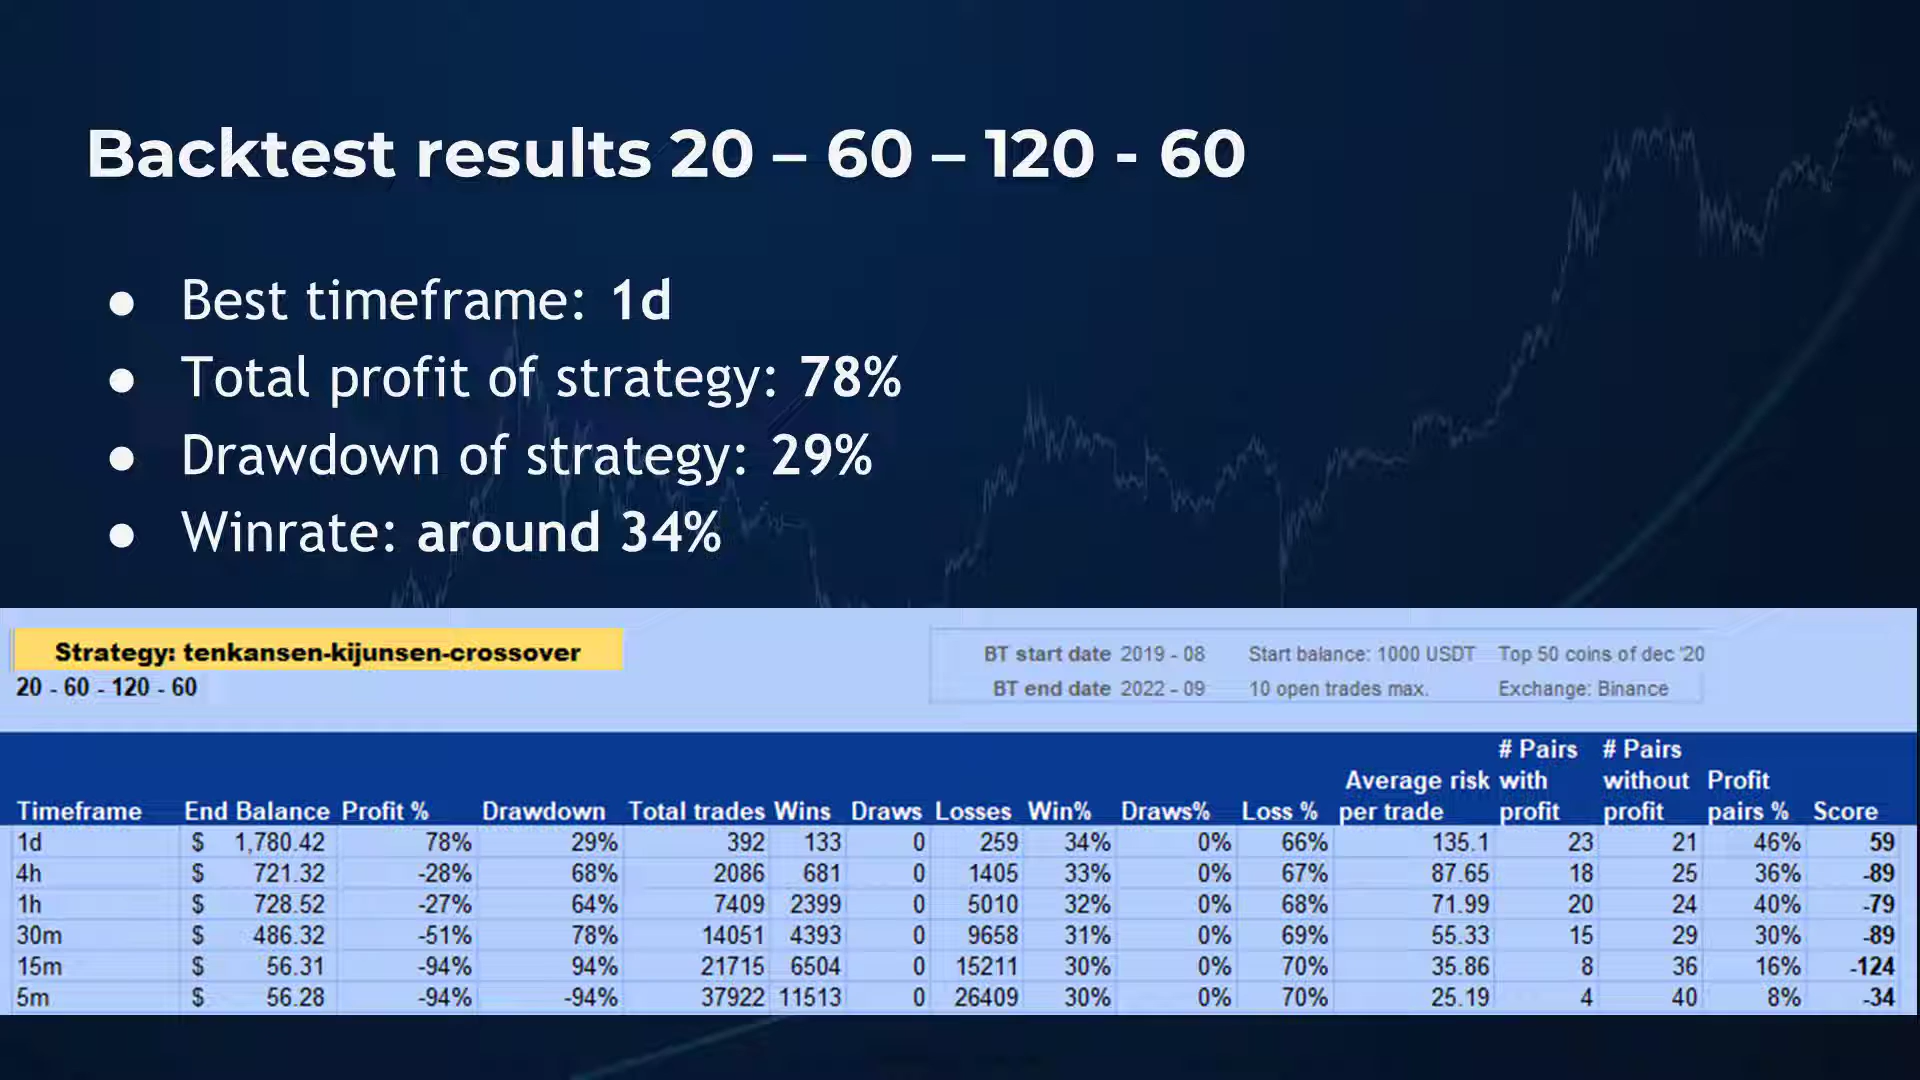 Backtest results 20 – 60 – 120 - 60
● Best timeframe: 1d
● Total profit of strategy: 78%
● Drawdown of strategy: 29%
● Winrate: around 34%
Strategy: tenkansen-kijunsen-crossover
20 - 60 - 120 - 60
BT start date 2019 - 08 Start balance: 1000 USDT Top 50 coins of dec '20
BT end date 2022 - 09 10 open trades max. Exchange: Binance
Timeframe End Balance Profit % Drawdown Total trades Wins Draws Losses Win% Draws% Loss % Average risk per trade # Pairs with profit # Pairs without profit Profit pairs % Score
1d $ 1,780.42 78% 29% 392 133 0 259 34% 0% 66% 135.1 23 21 46% 59
4h $ 721.32 -28% 68% 2086 681 0 1405 33% 0% 67% 87.65 18 25 36% -89
1h $ 728.52 -27% 64% 7409 2399 0 5010 32% 0% 68% 71.99 20 24 40% -79
30m $ 486.32 -51% 78% 14051 4393 0 9658 31% 0% 69% 55.33 15 29 30% -89
15m $ 56.31 -94% 94% 21715 6504 0 15211 30% 0% 70% 35.86 8 36 16% -124
5m $ 56.28 -94% -94% 37922 11513 0 26409 30% 0% 70% 25.19 4 40 8% -34